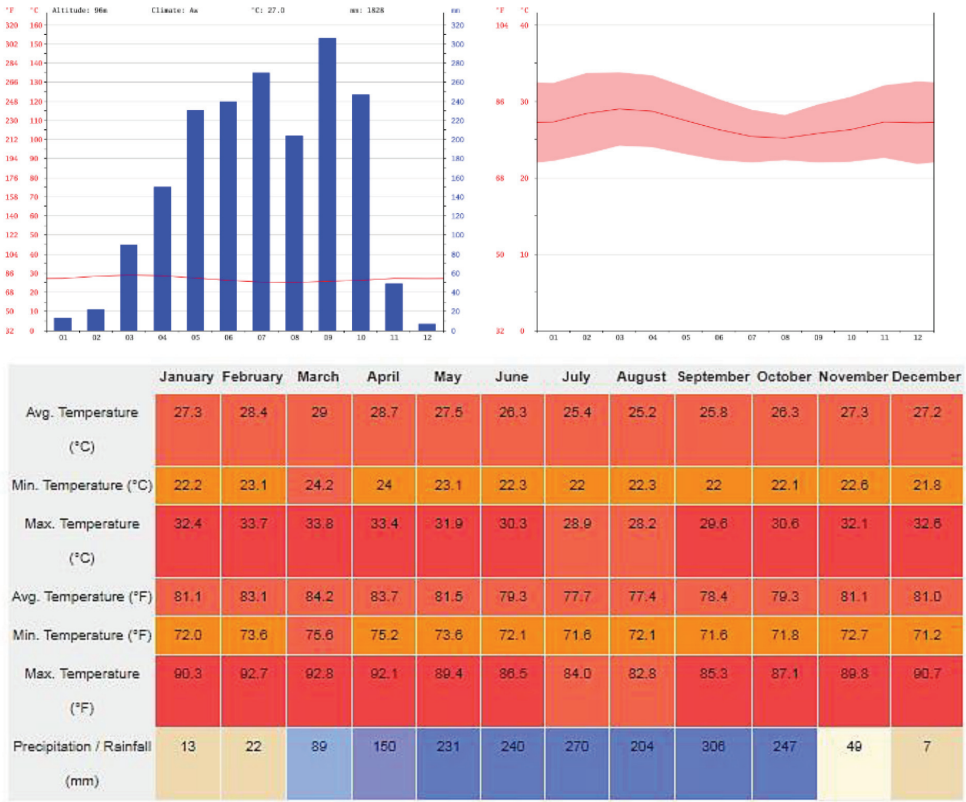 °F °C Altitude: 96m Climate: Aw °C: 27.0 mm: 1828 mm
320 160 320
302 150 300
284 140 280
266 130 260
248 120 240
230 110 220
212 100 200
194 90 180
176 80 160
158 70 140
140 60 120
122 50 100
104 40 80
86 30 60
68 20 40
50 10 20
32 0 0
01 02 03 04 05 06 07 08 09 10 11 12
°F °C
104 40
86 30
68 20
50 10
32 0
01 02 03 04 05 06 07 08 09 10 11 12
January February March April May June July August September October November December
Avg. Temperature 27.3 28.4 29 28.7 27.5 26.3 25.4 25.2 25.8 26.3 27.3 27.2
(°C)
Min. Temperature (°C) 22.2 23.1 24.2 24 23.1 22.3 22 22.3 22 22.1 22.6 21.8
Max. Temperature 32.4 33.7 33.8 33.4 31.9 30.3 28.9 28.2 29.6 30.6 32.1 32.6
(°C)
Avg. Temperature (°F) 81.1 83.1 84.2 83.7 81.5 79.3 77.7 77.4 78.4 79.3 81.1 81.0
Min. Temperature (°F) 72.0 73.6 75.6 75.2 73.6 72.1 71.6 72.1 71.6 71.8 72.7 71.2
Max. Temperature 90.3 92.7 92.8 92.1 89.4 86.5 84.0 82.8 85.3 87.1 89.8 90.7
(°F)
Precipitation / Rainfall 13 22 89 150 231 240 270 204 306 247 49 7
(mm)